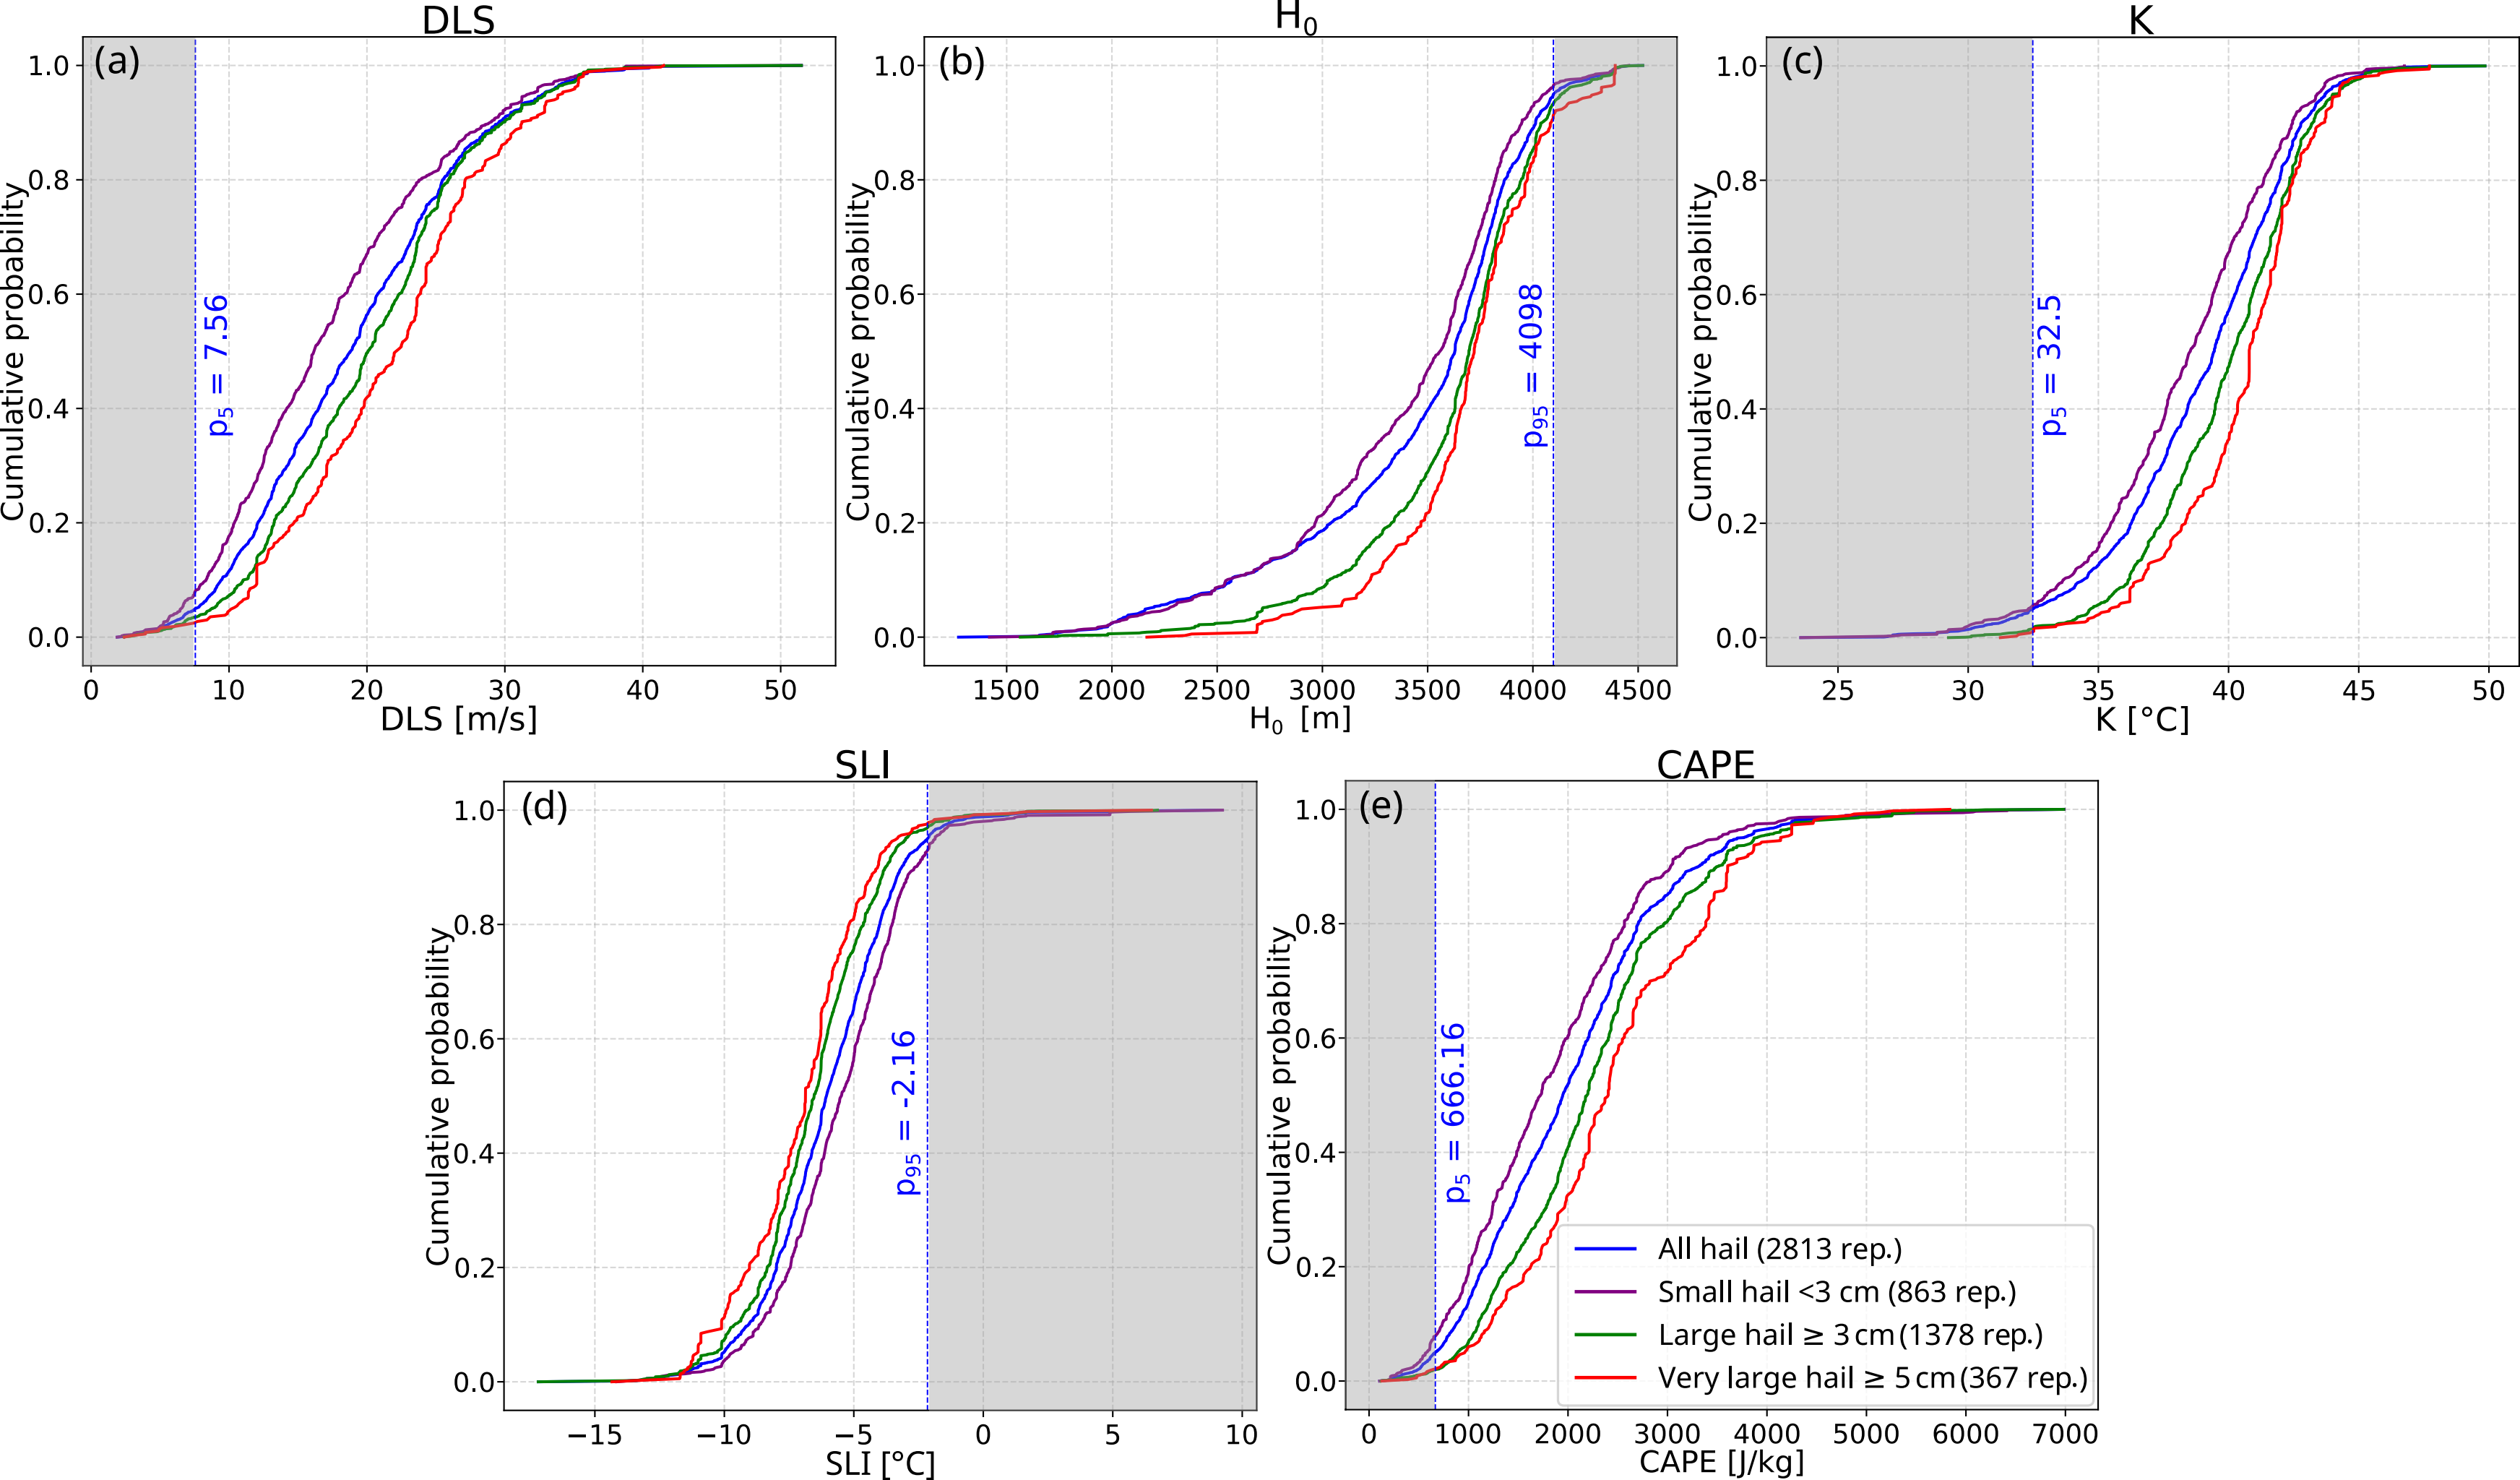 DLS
(a)
Cumulative probability
1.0
0.8
0.6
0.4
0.2
0.0
p5 = 7.56
0 10 20 30 40 50
DLS [m/s]
H0
(b)
Cumulative probability
1.0
0.8
0.6
0.4
0.2
0.0
p95 = 4098
1500 2000 2500 3000 3500 4000 4500
H0 [m]
K
(c)
Cumulative probability
1.0
0.8
0.6
0.4
0.2
0.0
p5 = 32.5
25 30 35 40 45 50
K [°C]
SLI
(d)
Cumulative probability
1.0
0.8
0.6
0.4
0.2
0.0
p95 = -2.16
−15 −10 −5 0 5 10
SLI [°C]
CAPE
(e)
Cumulative probability
1.0
0.8
0.6
0.4
0.2
0.0
p5 = 666.16
All hail (2813 rep.)
Small hail <3 cm (863 rep.)
Large hail ≥ 3 cm (1378 rep.)
Very large hail ≥ 5 cm (367 rep.)
0 1000 2000 3000 4000 5000 6000 7000
CAPE [J/kg]